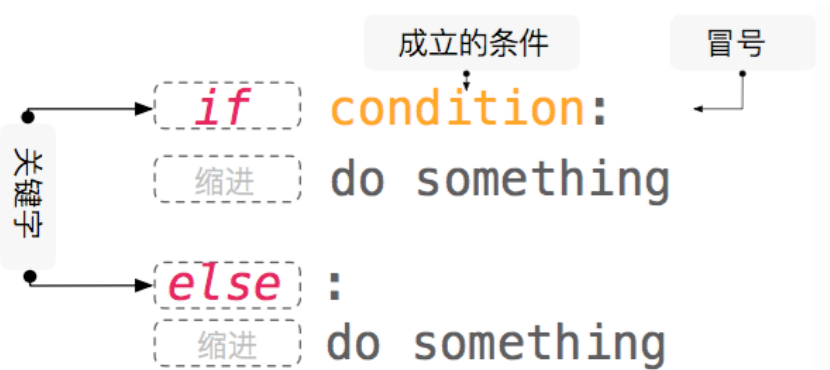 成立的条件 冒号
if condition:
缩进 do something
关键字
else :
缩进 do something